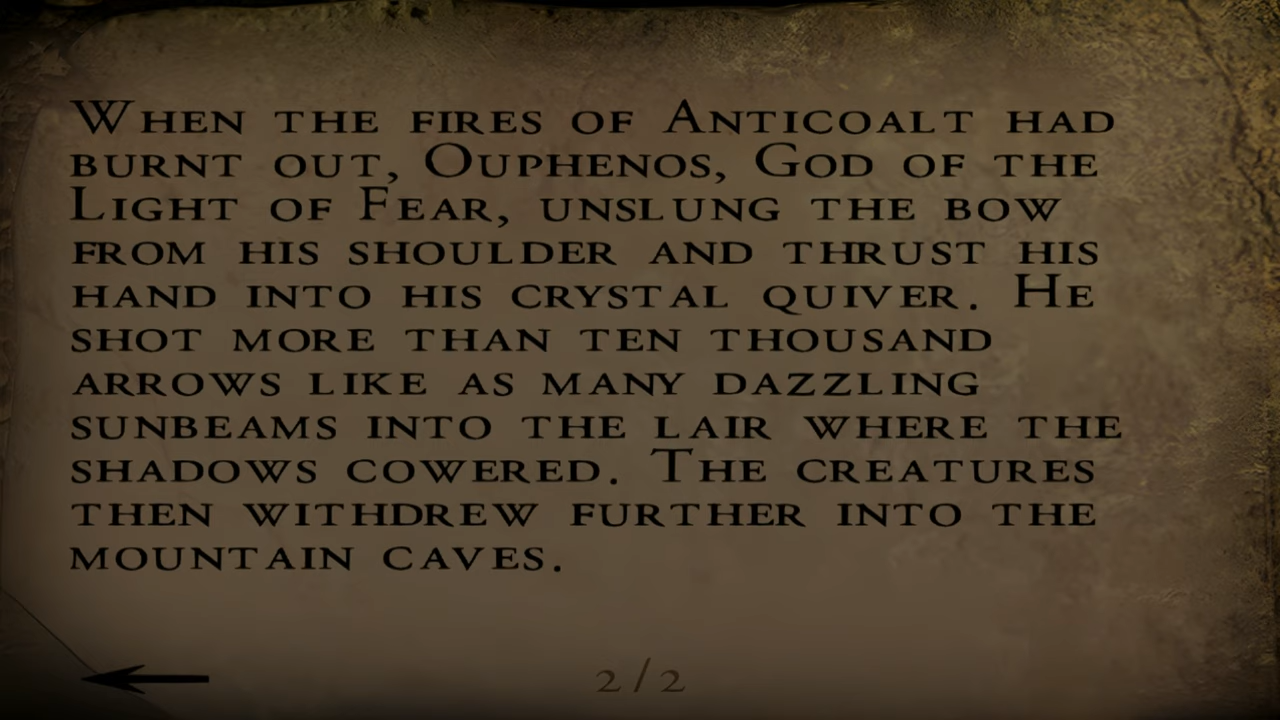 When the fires of Anticoalt had
burnt out, Ouphenos, God of the
Light of Fear, unslung the bow
from his shoulder and thrust his
hand into his crystal quiver. He
shot more than ten thousand
arrows like as many dazzling
sunbeams into the lair where the
shadows cowered. The creatures
then withdrew further into the
mountain caves.
2/2